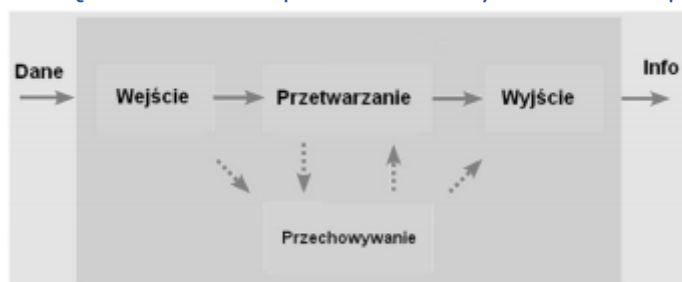 Dane
Info
Wejście
Przetwarzanie
Wyjście
Przechowywanie